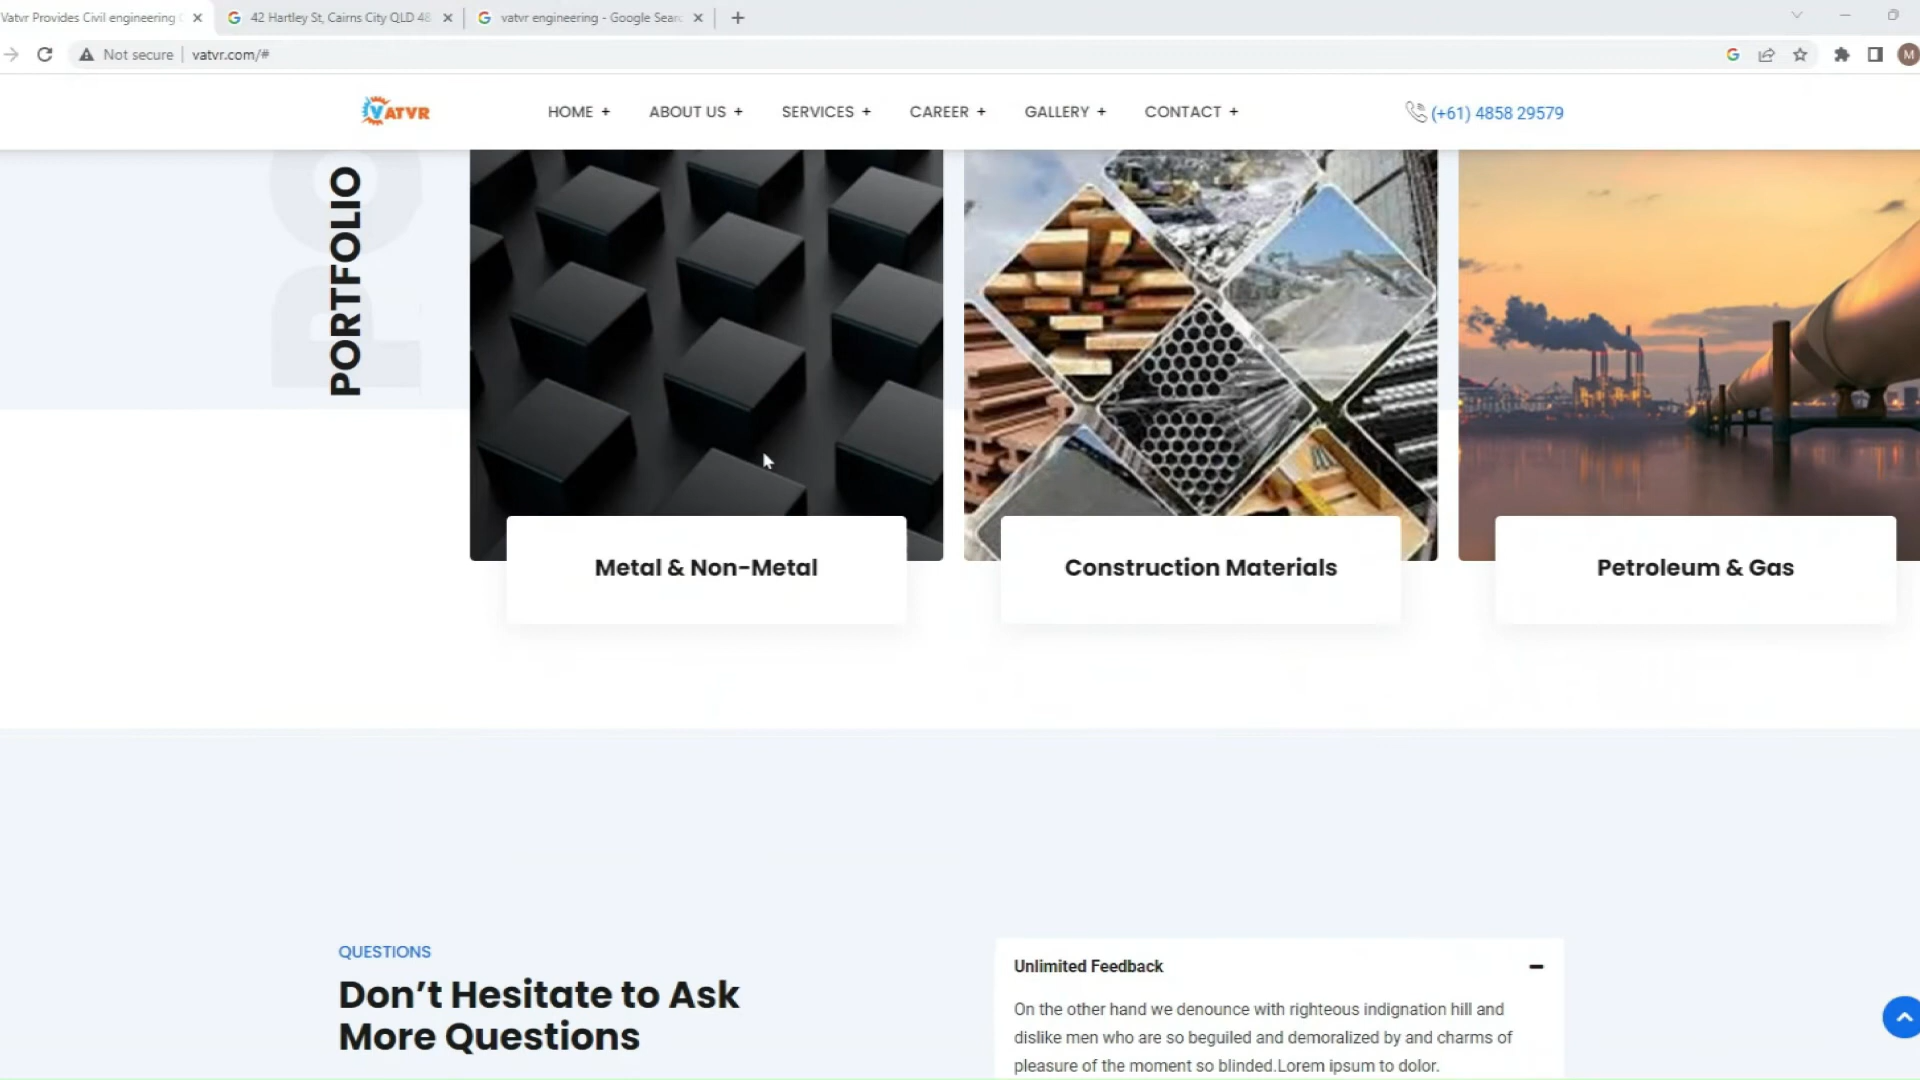 Vatvr Provides Civil engineering
42 Hartley St, Cairns City QLD 48
vatvr engineering - Google Sear
Not secure
vatvr.com/#
M
VATVR
HOME +
ABOUT US +
SERVICES +
CAREER +
GALLERY +
CONTACT +
(+61) 4858 29579
PORTFOLIO
Metal & Non-Metal
Construction Materials
Petroleum & Gas
QUESTIONS
Don’t Hesitate to Ask
More Questions
Unlimited Feedback
On the other hand we denounce with righteous indignation hill and
dislike men who are so beguiled and demoralized by and charms of
pleasure of the moment so blinded.Lorem ipsum to dolor.